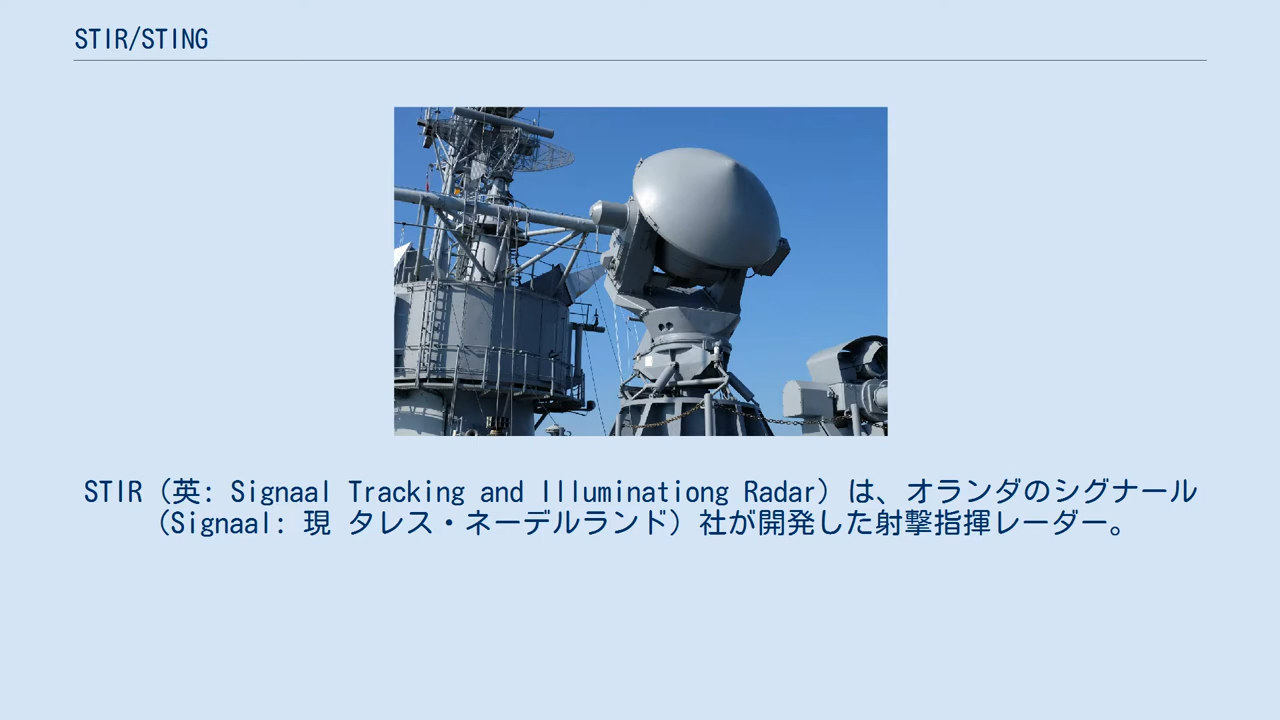 STIR/STING
STIR（英: Signaal Tracking and Illuminationg Radar）は、オランダのシグナール
（Signaal: 現 タレス・ネーデルランド）社が開発した射撃指揮レーダー。